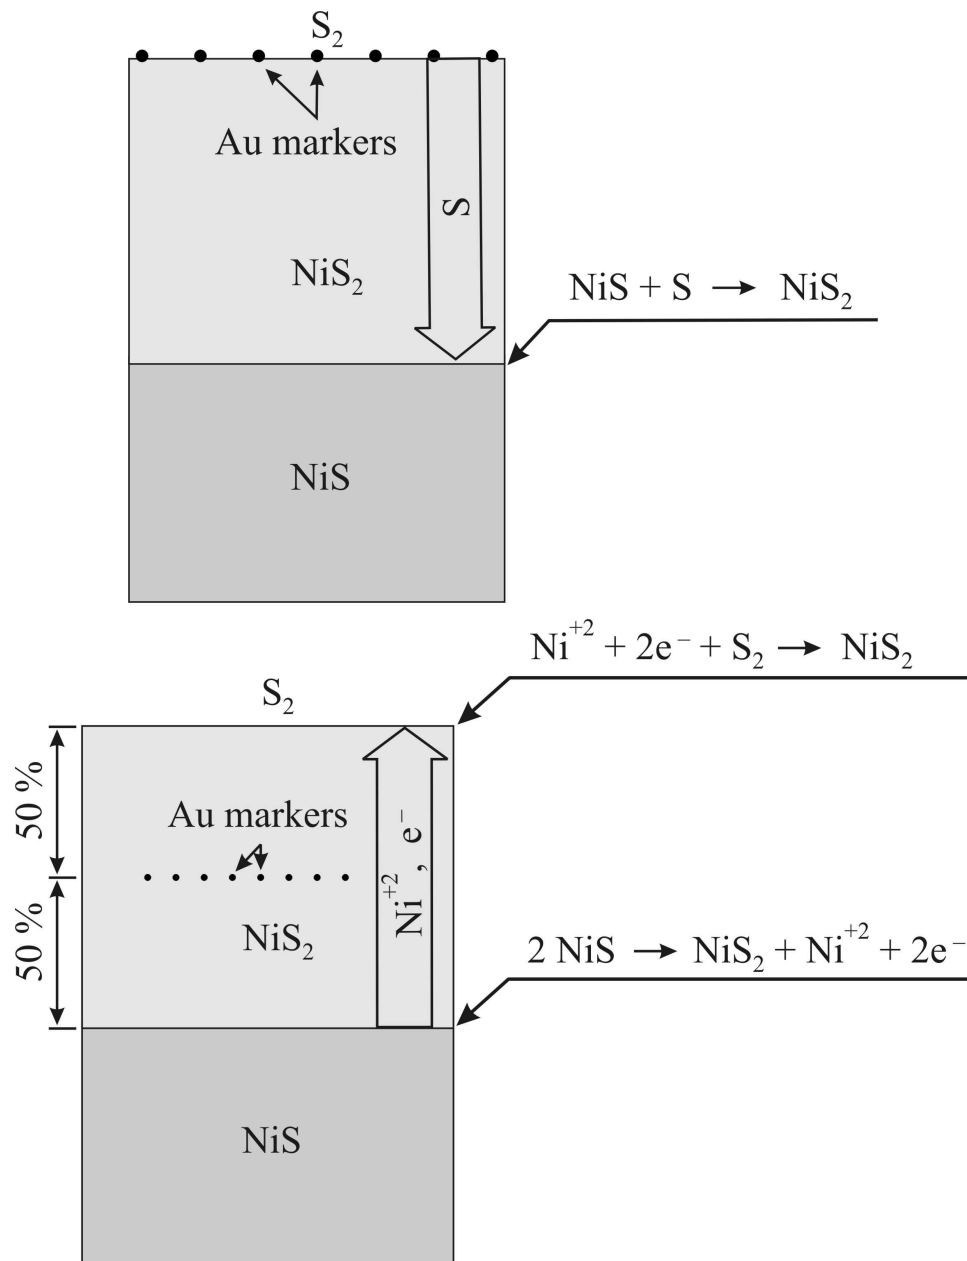 S₂
Au markers
S
NiS₂
NiS + S → NiS₂
NiS
Ni⁺² + 2e⁻ + S₂ → NiS₂
S₂
50 %
Au markers
Ni⁺², e⁻
50 %
NiS₂
2 NiS → NiS₂ + Ni⁺² + 2e⁻
NiS